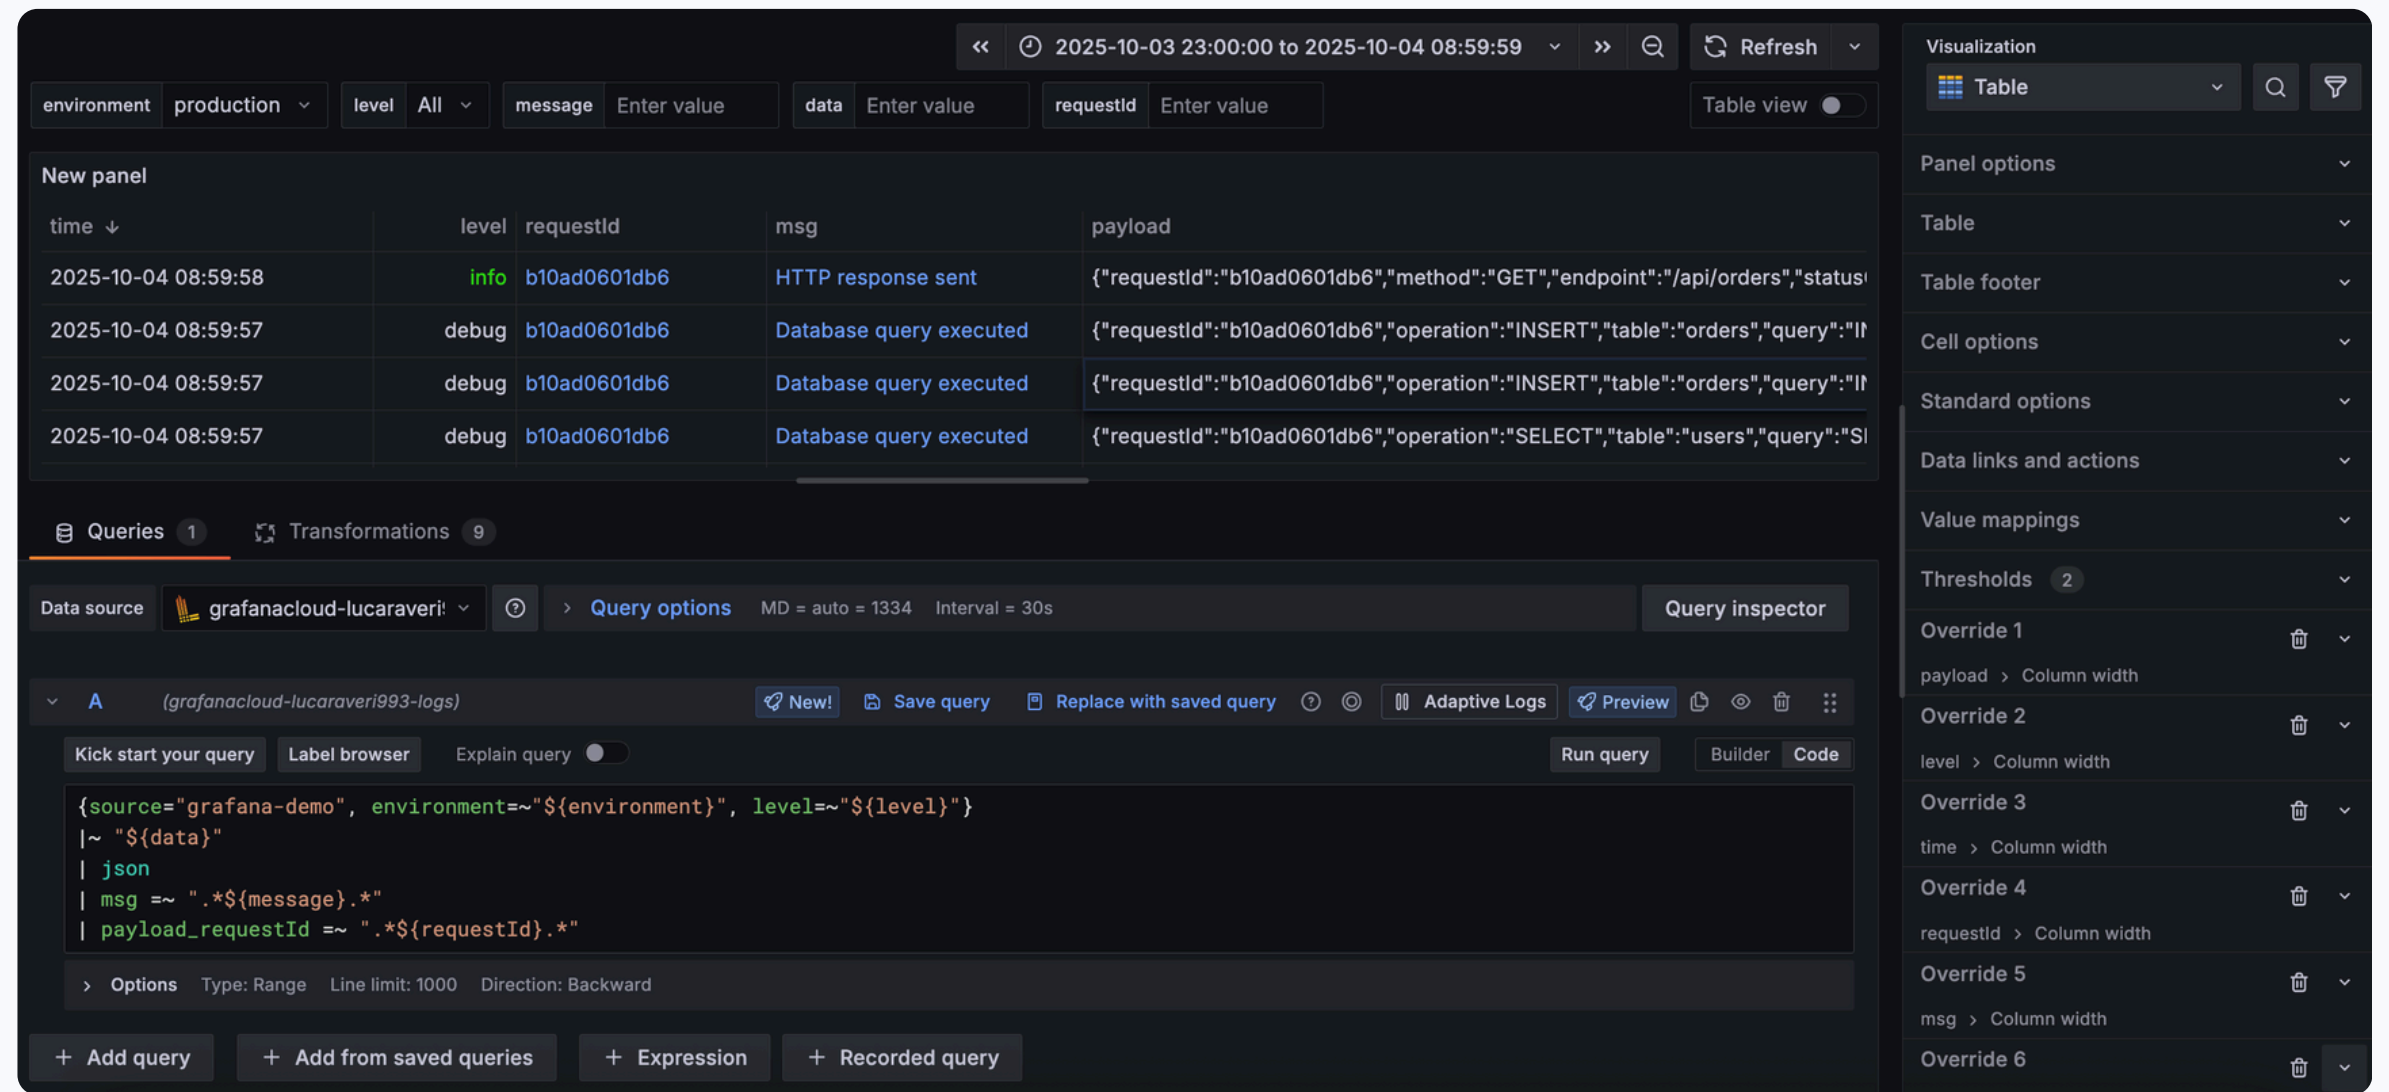 2025-10-03 23:00:00 to 2025-10-04 08:59:59
Refresh
environment production
level All
message Enter value
data Enter value
requestId Enter value
Table view
New panel
time level requestId msg payload
2025-10-04 08:59:58 info b10ad0601db6 HTTP response sent {"requestId":"b10ad0601db6","method":"GET","endpoint":"/api/orders","status
2025-10-04 08:59:57 debug b10ad0601db6 Database query executed {"requestId":"b10ad0601db6","operation":"INSERT","table":"orders","query":"I
2025-10-04 08:59:57 debug b10ad0601db6 Database query executed {"requestId":"b10ad0601db6","operation":"INSERT","table":"orders","query":"I
2025-10-04 08:59:57 debug b10ad0601db6 Database query executed {"requestId":"b10ad0601db6","operation":"SELECT","table":"users","query":"S
Queries 1 Transformations 9
Data source grafanacloud-lucaraveri Query options MD = auto = 1334 Interval = 30s Query inspector
A (grafanacloud-lucaraveri993-logs) New! Save query Replace with saved query Adaptive Logs Preview
Kick start your query Label browser Explain query Run query Builder Code
{source="grafana-demo", environment=~"${environment}", level=~"${level}"}
|~ "${data}"
| json
| msg =~ ".*${message}.*"
| payload_requestId =~ ".*${requestId}.*"
Options Type: Range Line limit: 1000 Direction: Backward
+ Add query + Add from saved queries + Expression + Recorded query
Visualization
Table
Panel options
Table
Table footer
Cell options
Standard options
Data links and actions
Value mappings
Thresholds 2
Override 1
payload > Column width
Override 2
level > Column width
Override 3
time > Column width
Override 4
requestId > Column width
Override 5
msg > Column width
Override 6